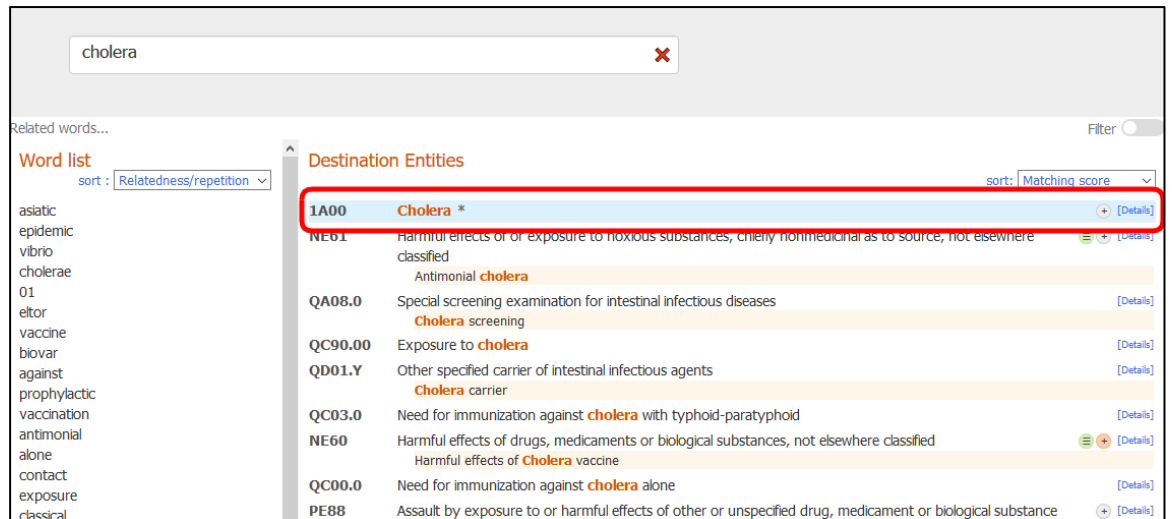 cholera
Related words...
Filter
Word list
sort : Relatedness/repetition
asiatic
epidemic
vibrio
cholerae
01
eltor
vaccine
biovar
against
prophylactic
vaccination
antimonial
alone
contact
exposure
classical
Destination Entities
sort: Matching score
1A00 Cholera * [Details]
NE61 Harmful effects of or exposure to noxious substances, chiefly nonmedicinal as to source, not elsewhere [Details]
classified
Antimonial cholera
QA08.0 Special screening examination for intestinal infectious diseases [Details]
Cholera screening
QC90.00 Exposure to cholera [Details]
QD01.Y Other specified carrier of intestinal infectious agents [Details]
Cholera carrier
QC03.0 Need for immunization against cholera with typhoid-paratyphoid [Details]
NE60 Harmful effects of drugs, medicaments or biological substances, not elsewhere classified [Details]
Harmful effects of Cholera vaccine
QC00.0 Need for immunization against cholera alone [Details]
PE88 Assault by exposure to or harmful effects of other or unspecified drug, medicament or biological substance [Details]